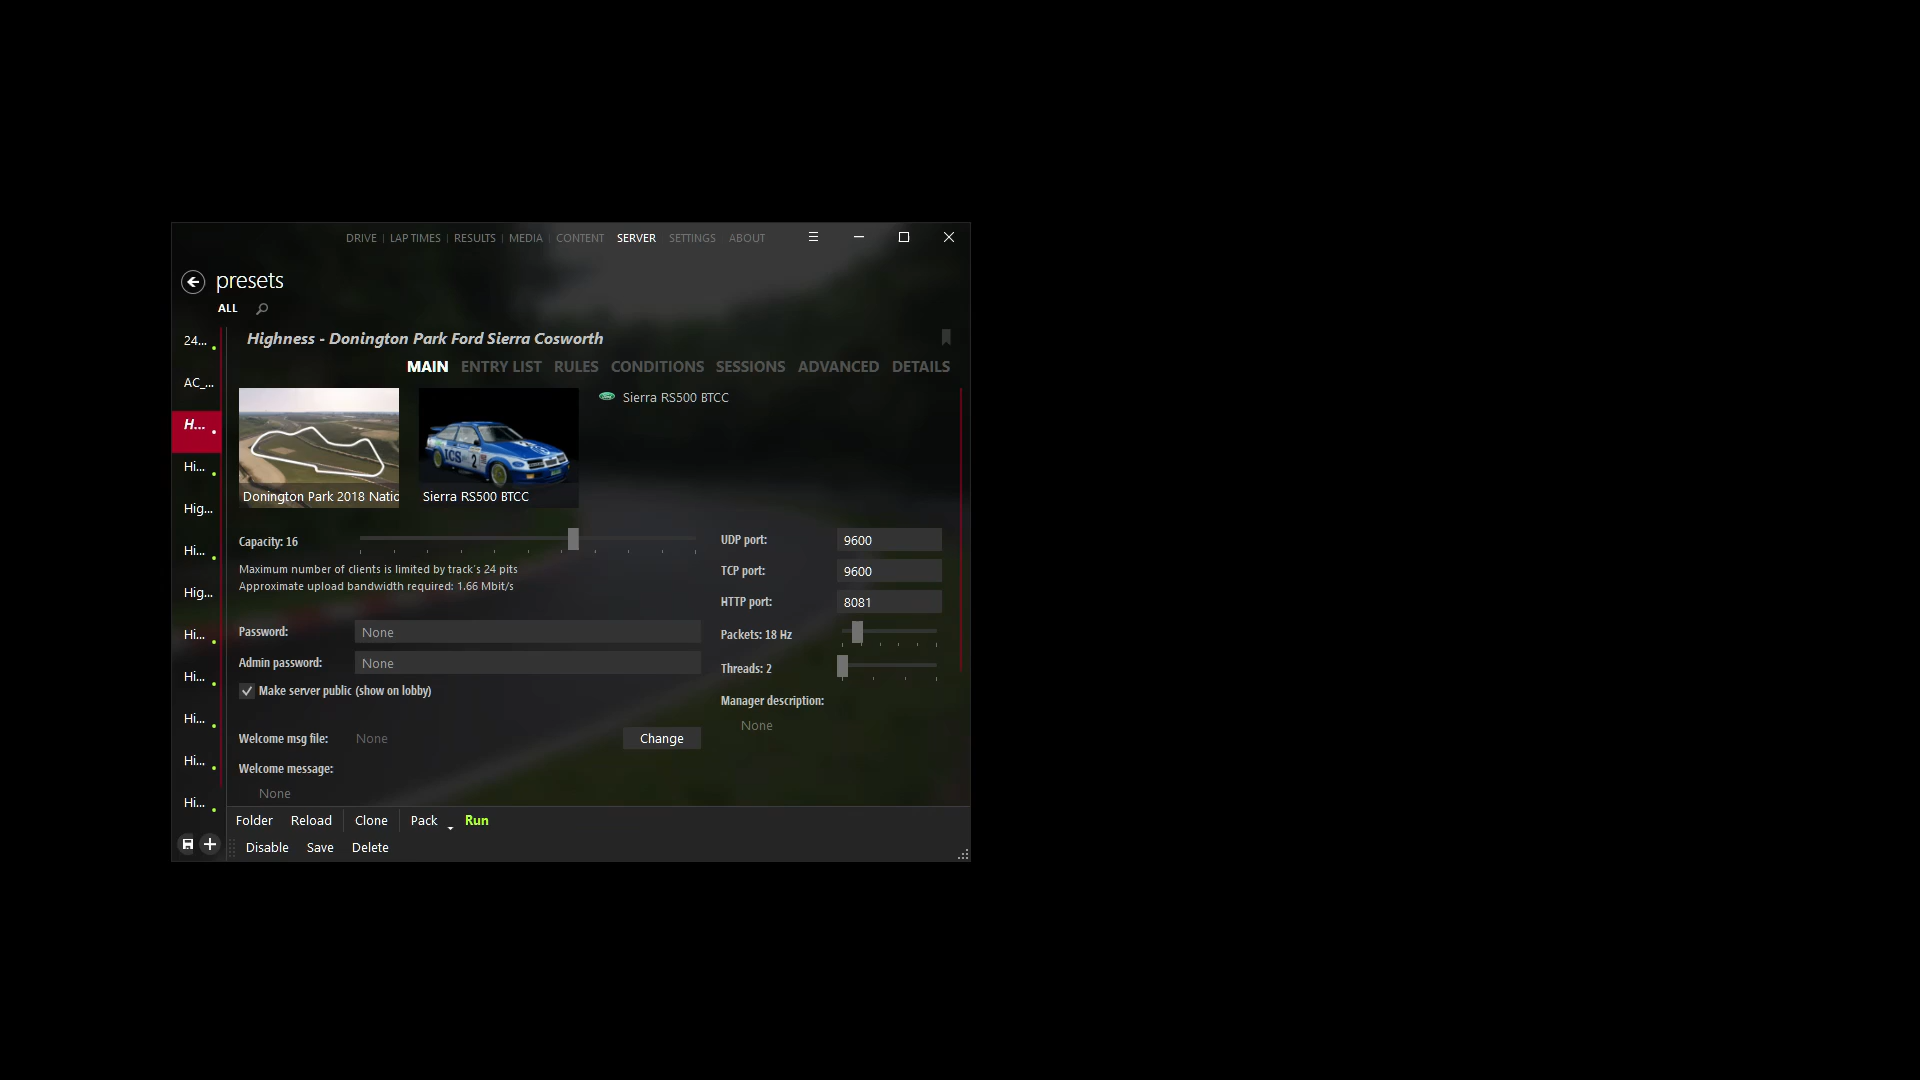 DRIVE | LAP TIMES | RESULTS | MEDIA | CONTENT SERVER SETTINGS ABOUT
presets
ALL
Highness - Donington Park Ford Sierra Cosworth
MAIN ENTRY LIST RULES CONDITIONS SESSIONS ADVANCED DETAILS
24...
AC_...
H...
Hi...
Hig...
Hi...
Hig...
Hi...
Hi...
Hi...
Hi...
Hi...
ICS 2
Donington Park 2018 Natic
Sierra RS500 BTCC
Sierra RS500 BTCC
Capacity: 16
Maximum number of clients is limited by track's 24 pits
Approximate upload bandwidth required: 1.66 Mbit/s
Password: None
Admin password: None
Make server public (show on lobby)
Welcome msg file: None Change
Welcome message:
None
UDP port: 9600
TCP port: 9600
HTTP port: 8081
Packets: 18 Hz
Threads: 2
Manager description:
None
Folder Reload Clone Pack Run
Disable Save Delete